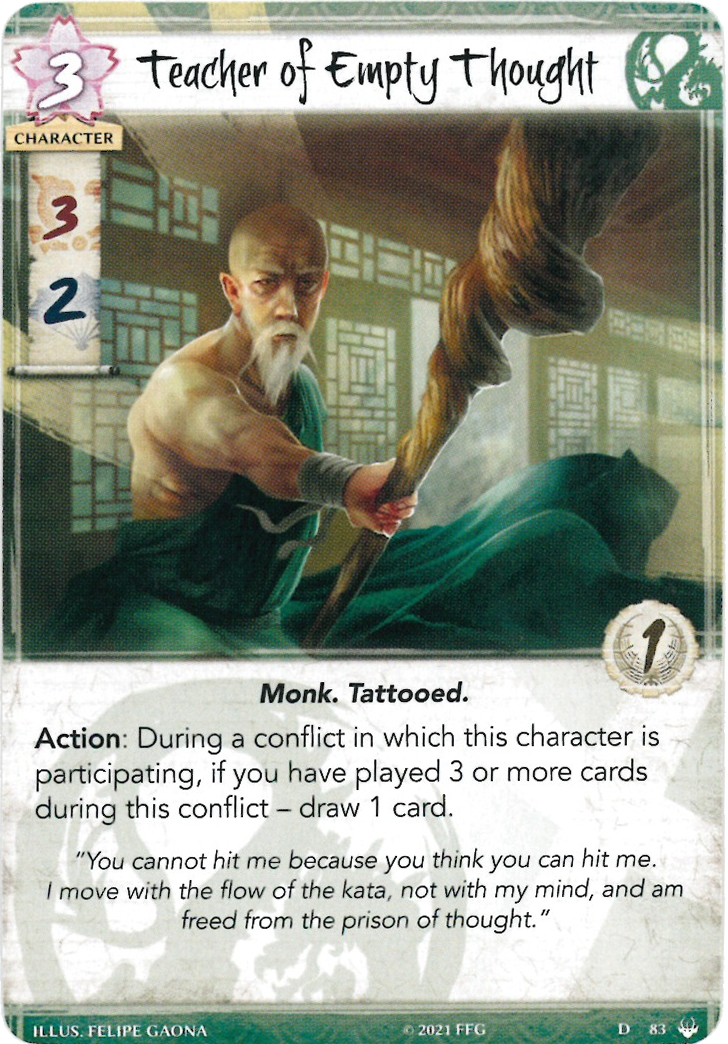 3
Teacher of Empty Thought
CHARACTER
3
2
1
Monk. Tattooed.
Action: During a conflict in which this character is
participating, if you have played 3 or more cards
during this conflict – draw 1 card.
"You cannot hit me because you think you can hit me.
I move with the flow of the kata, not with my mind, and am
freed from the prison of thought."
ILLUS. FELIPE GAONA © 2021 FFG D 83